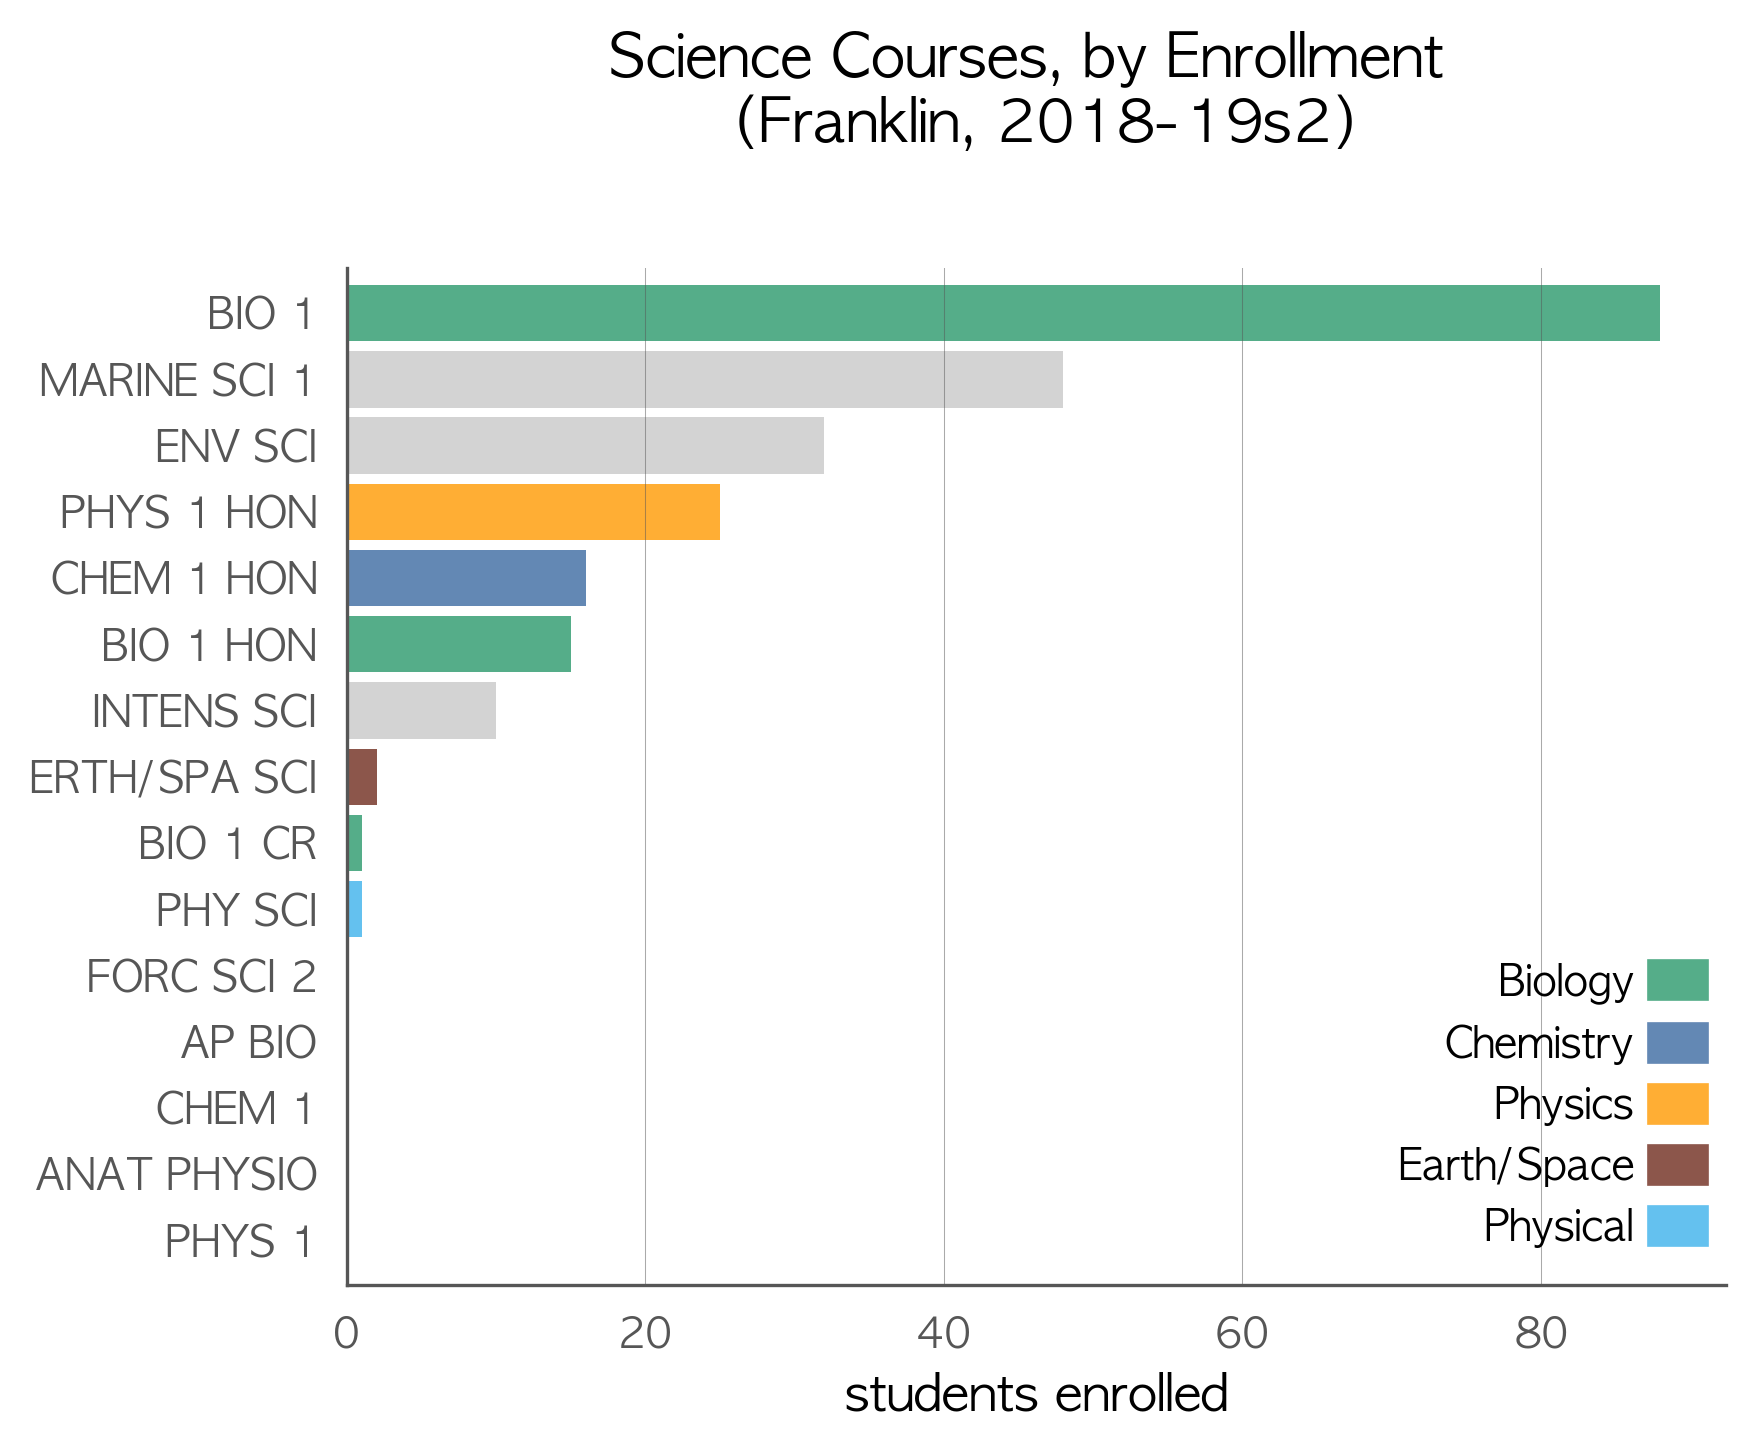 Science Courses, by Enrollment
(Franklin, 2018-19s2)
BIO 1
MARINE SCI 1
ENV SCI
PHYS 1 HON
CHEM 1 HON
BIO 1 HON
INTENS SCI
ERTH/SPA SCI
BIO 1 CR
PHY SCI
FORC SCI 2
AP BIO
CHEM 1
ANAT PHYSIO
PHYS 1
Biology
Chemistry
Physics
Earth/Space
Physical
0 20 40 60 80
students enrolled